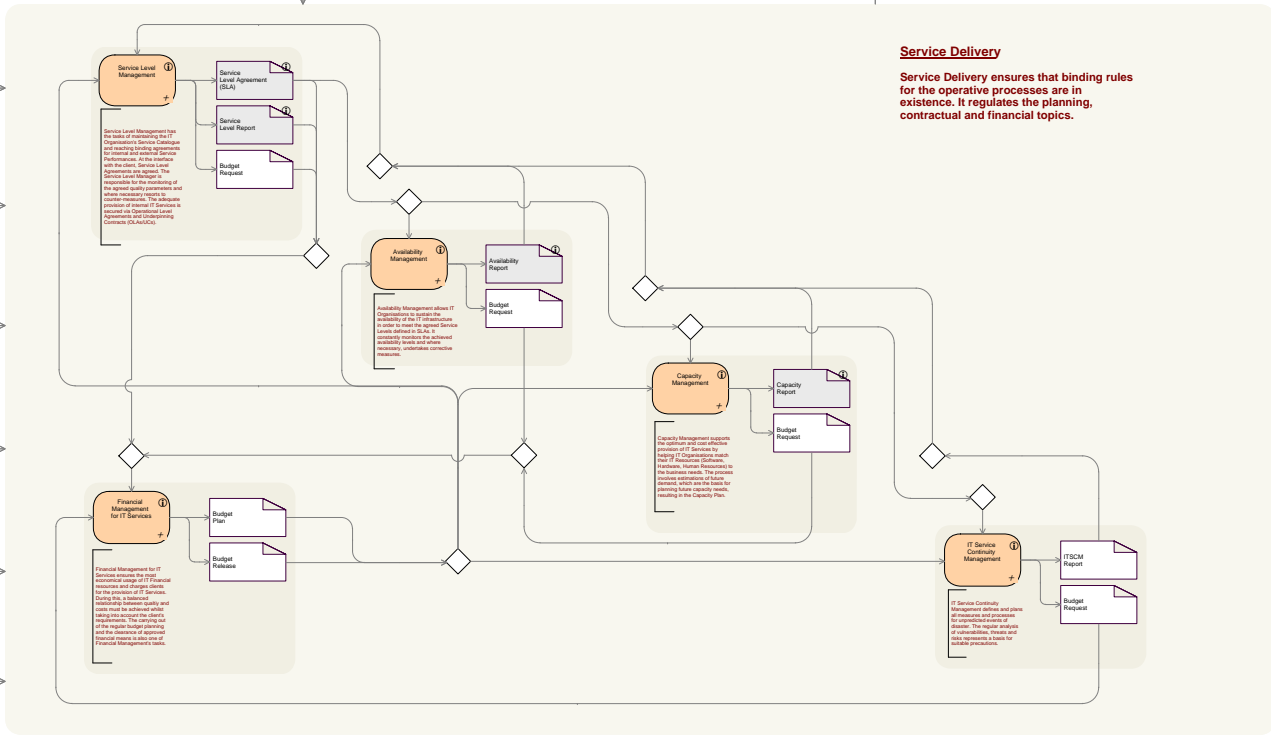 Service Delivery
Service Delivery ensures that binding rules
for the operative processes are in
existence. It regulates the planning,
contractual and financial topics.
Service Level
Management
Service
Level Agreement
(SLA)
Service
Level Report
Budget
Request
Service Level Management has
the tasks of maintaining the IT
Organisation's Service Catalogue
and reaching binding agreements
for internal and external Service
Performances. At the interface
with the client, Service Level
Agreements are agreed. The
Service Level Manager is
responsible for the monitoring of
the agreed quality parameters and
where necessary resorts to
counter-measures. The adequate
provision of internal IT Services is
secured via Operational Level
Agreements and Underpinning
Contracts (OLAs/UCs).
Availability
Management
Availability
Report
Budget
Request
Availability Management allows IT
Organisations to sustain the
availability of the IT infrastructure
in order to meet the agreed Service
Levels defined in SLAs. It
constantly monitors the achieved
availability levels and where
necessary, undertakes corrective
measures.
Capacity
Management
Capacity
Report
Budget
Request
Capacity Management supports
the optimum and cost effective
provision of IT Services by
helping IT Organisations match
their IT Resources (Software,
Hardware, Human Resources) to
the business needs. The process
involves estimations of future
demand, which are the basis for
planning future capacity needs,
resulting in the Capacity Plan.
Financial
Management
for IT Services
Budget
Plan
Budget
Release
Financial Management for IT
Services ensures the most
economical usage of IT Financial
resources and charges clients
for the provision of IT Services.
During this, a balanced
relationship between quality and
costs must be achieved whilst
taking into account the client's
requirements. The carrying out
of the regular budget planning
and the clearance of approved
financial means is also one of
Financial Management's tasks.
IT Service
Continuity
Management
ITSCM
Report
Budget
Request
IT Service Continuity
Management defines and plans
all measures and processes
for unpredicted events of
disaster. The regular analysis
of vulnerabilities, threats and
risks represents a basis for
suitable precautions.